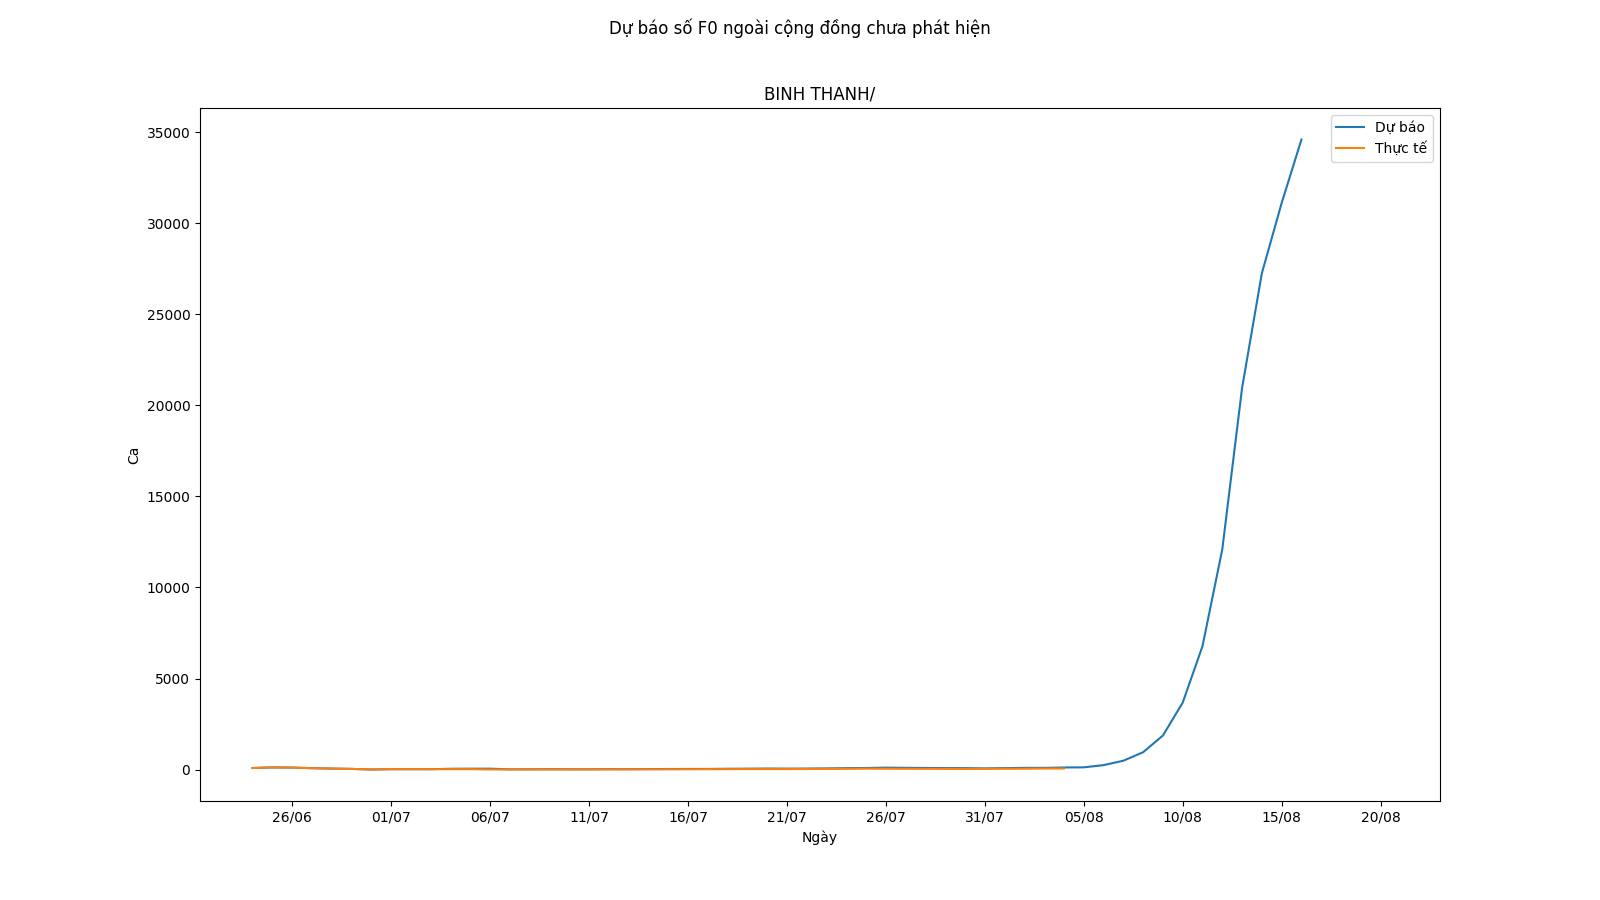 Dự báo số F0 ngoài cộng đồng chưa phát hiện
BINH THANH/
Dự báo
Thực tế
35000
30000
25000
20000
15000
10000
5000
0
Ca
26/06 01/07 06/07 11/07 16/07 21/07 26/07 31/07 05/08 10/08 15/08 20/08
Ngày